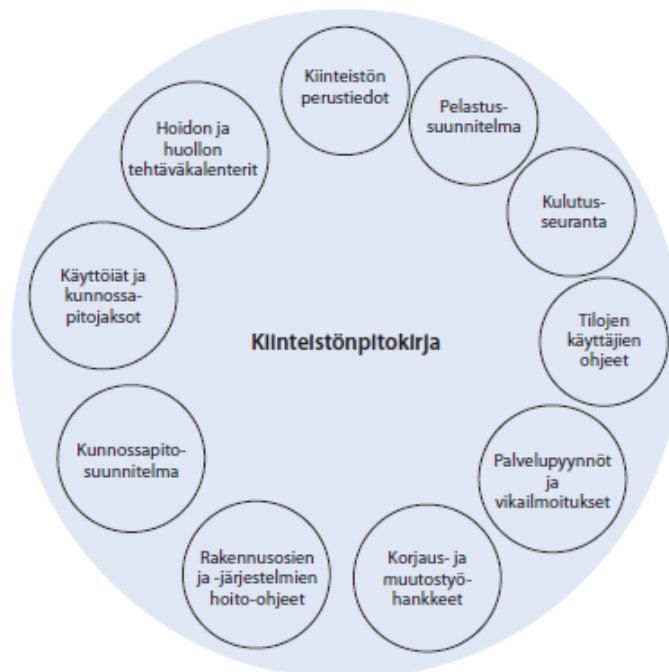 Kiinteistön
perustiedot
Pelastus-
suunnitelma
Kulutus-
seuranta
Tilojen
käyttäjien
ohjeet
Palvelupyynnöt
ja
vikailmoitukset
Korjaus- ja
muutostyö-
hankkeet
Rakennusosien
ja -järjestelmien
hoito-ohjeet
Kunnossapito-
suunnitelma
Käyttöiät ja
kunnossa-
pitojaksot
Hoidon ja
huollon
tehtäväkalenterit
Kiinteistönpitokirja